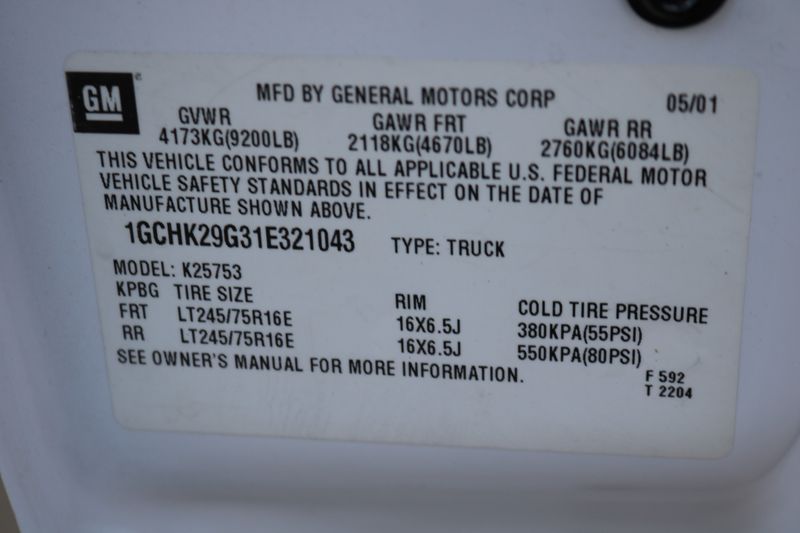 GM
MFD BY GENERAL MOTORS CORP 05/01
GVWR GAWR FRT GAWR RR
4173KG(9200LB) 2118KG(4670LB) 2760KG(6084LB)
THIS VEHICLE CONFORMS TO ALL APPLICABLE U.S. FEDERAL MOTOR
VEHICLE SAFETY STANDARDS IN EFFECT ON THE DATE OF
MANUFACTURE SHOWN ABOVE.
1GCHK29G31E321043 TYPE: TRUCK
MODEL: K25753
KPBG TIRE SIZE RIM COLD TIRE PRESSURE
FRT LT245/75R16E 16X6.5J 380KPA(55PSI)
RR LT245/75R16E 16X6.5J 550KPA(80PSI)
SEE OWNER'S MANUAL FOR MORE INFORMATION.
F 592
T 2204